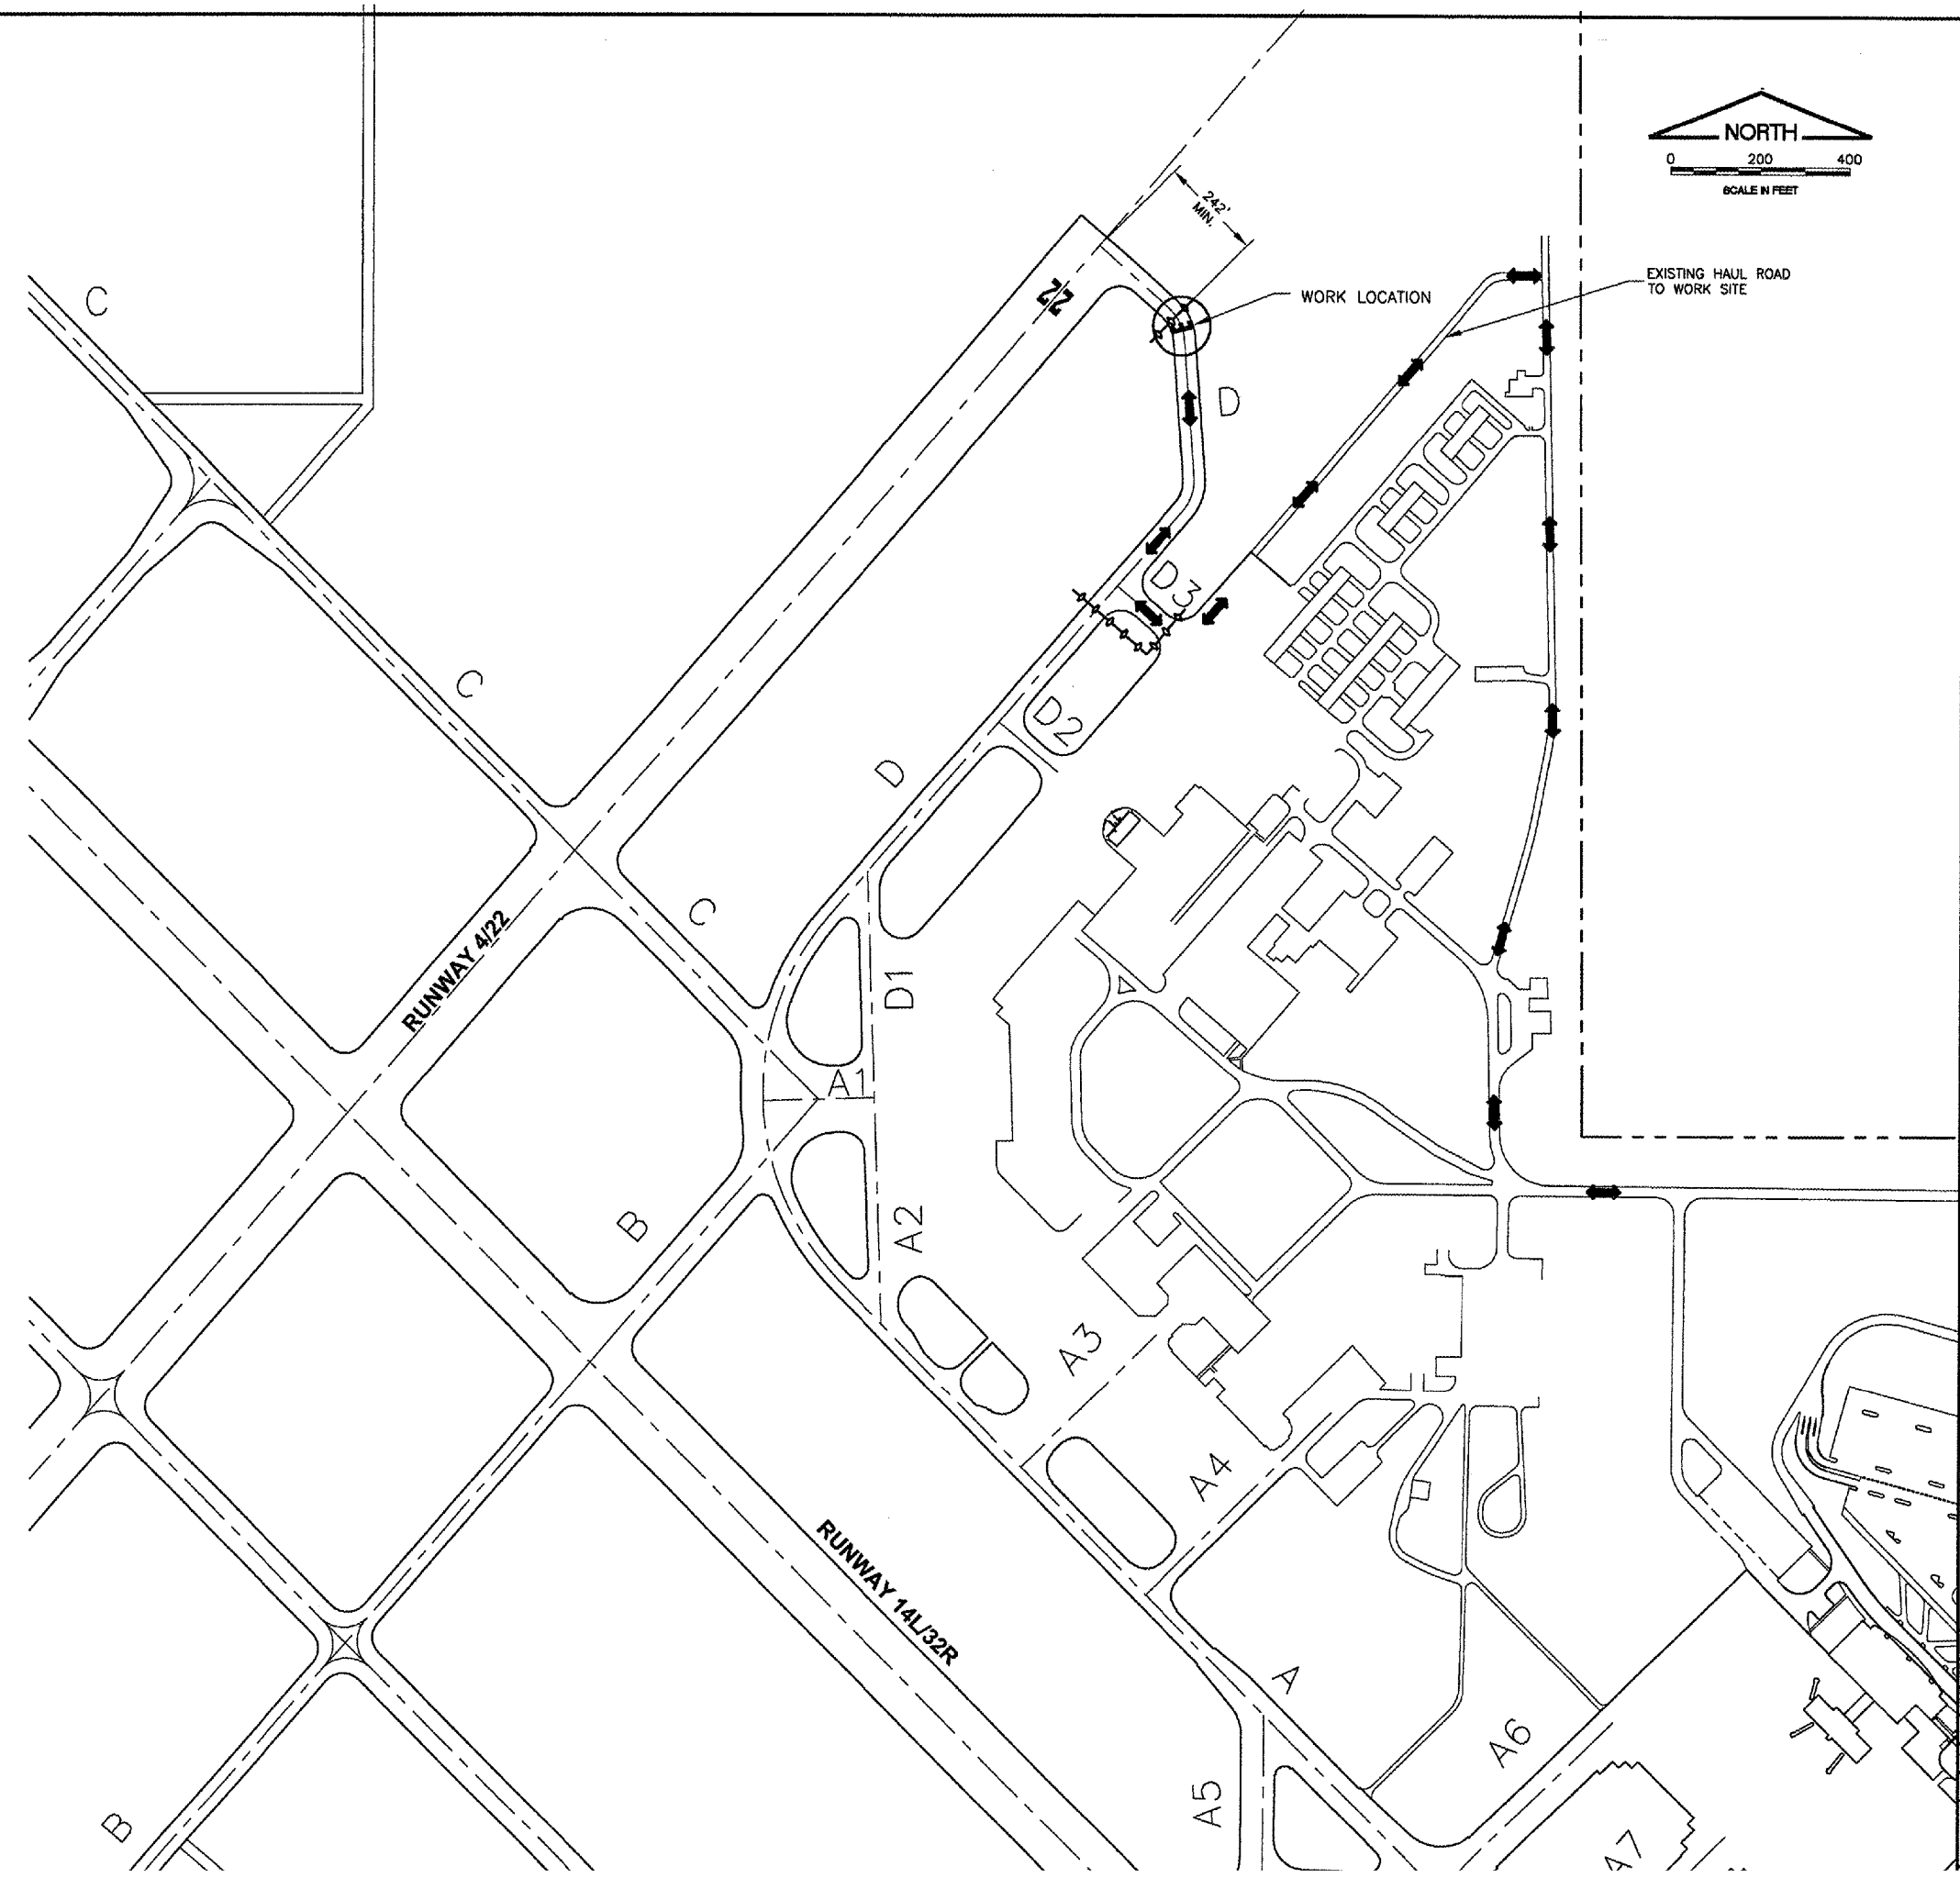 NORTH
0 200 400
SCALE IN FEET
242'
MIN.
EXISTING HAUL ROAD
TO WORK SITE
WORK LOCATION
22
C
D
D3
C
D2
D
C
RUNWAY 4/22
D1
A1
A2
B
A3
A4
RUNWAY 14L/32R
A
A6
A5
B
A7